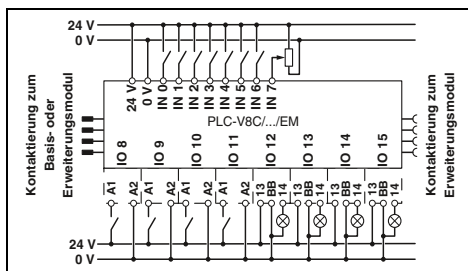 24 V
0 V
24 V
0 V
IN 0
IN 1
IN 2
IN 3
IN 4
IN 5
IN 6
IN 7
Kontaktierung zum
Basis- oder
Erweiterungsmodul
PLC-V8C/.../EM
Kontaktierung zum
Basis- oder
Erweiterungsmodul
IO 8
IO 9
IO 10
IO 11
IO 12
IO 13
IO 14
IO 15
A1
A2
A1
A2
A1
A2
A1
A2
13
BB
14
13
BB
14
13
BB
14
13
BB
14
24 V
0 V